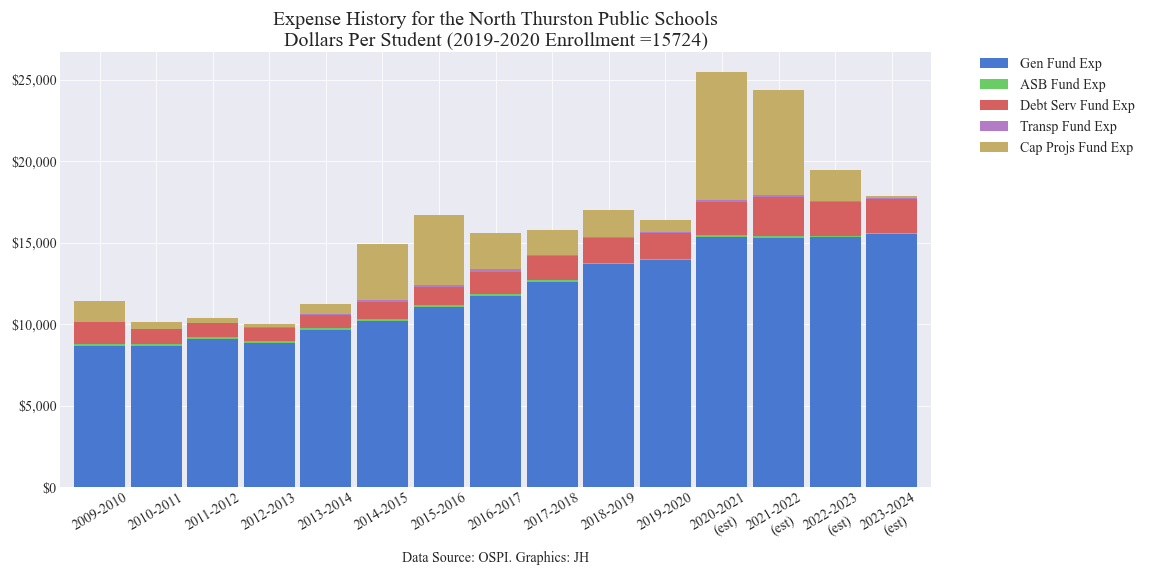 Expense History for the North Thurston Public Schools
Dollars Per Student (2019-2020 Enrollment =15724)
$25,000
$20,000
$15,000
$10,000
$5,000
$0
Gen Fund Exp
ASB Fund Exp
Debt Serv Fund Exp
Transp Fund Exp
Cap Projs Fund Exp
2009-2010
2010-2011
2011-2012
2012-2013
2013-2014
2014-2015
2015-2016
2016-2017
2017-2018
2018-2019
2019-2020
2020-2021
(est)
2021-2022
(est)
2022-2023
(est)
2023-2024
(est)
Data Source: OSPI. Graphics: JH